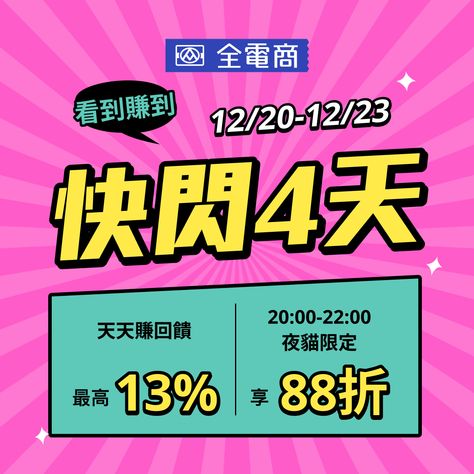 全電商
看到賺到
12/20-12/23
快閃4天
天天賺回饋
最高 13%
20:00-22:00
夜貓限定
享 88折